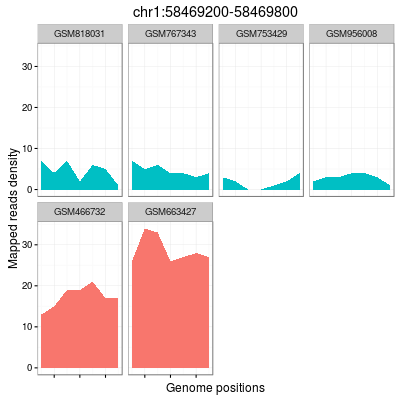 chr1:58469200-58469800
GSM818031 GSM767343 GSM753429 GSM956008
30
20
10
0
GSM466732 GSM663427
30
20
10
0
Mapped reads density
Genome positions